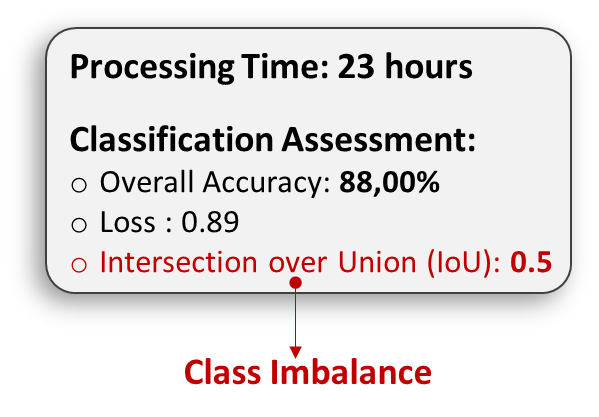 Processing Time: 23 hours
Classification Assessment:
o Overall Accuracy: 88,00%
o Loss : 0.89
o Intersection over Union (IoU): 0.5
Class Imbalance